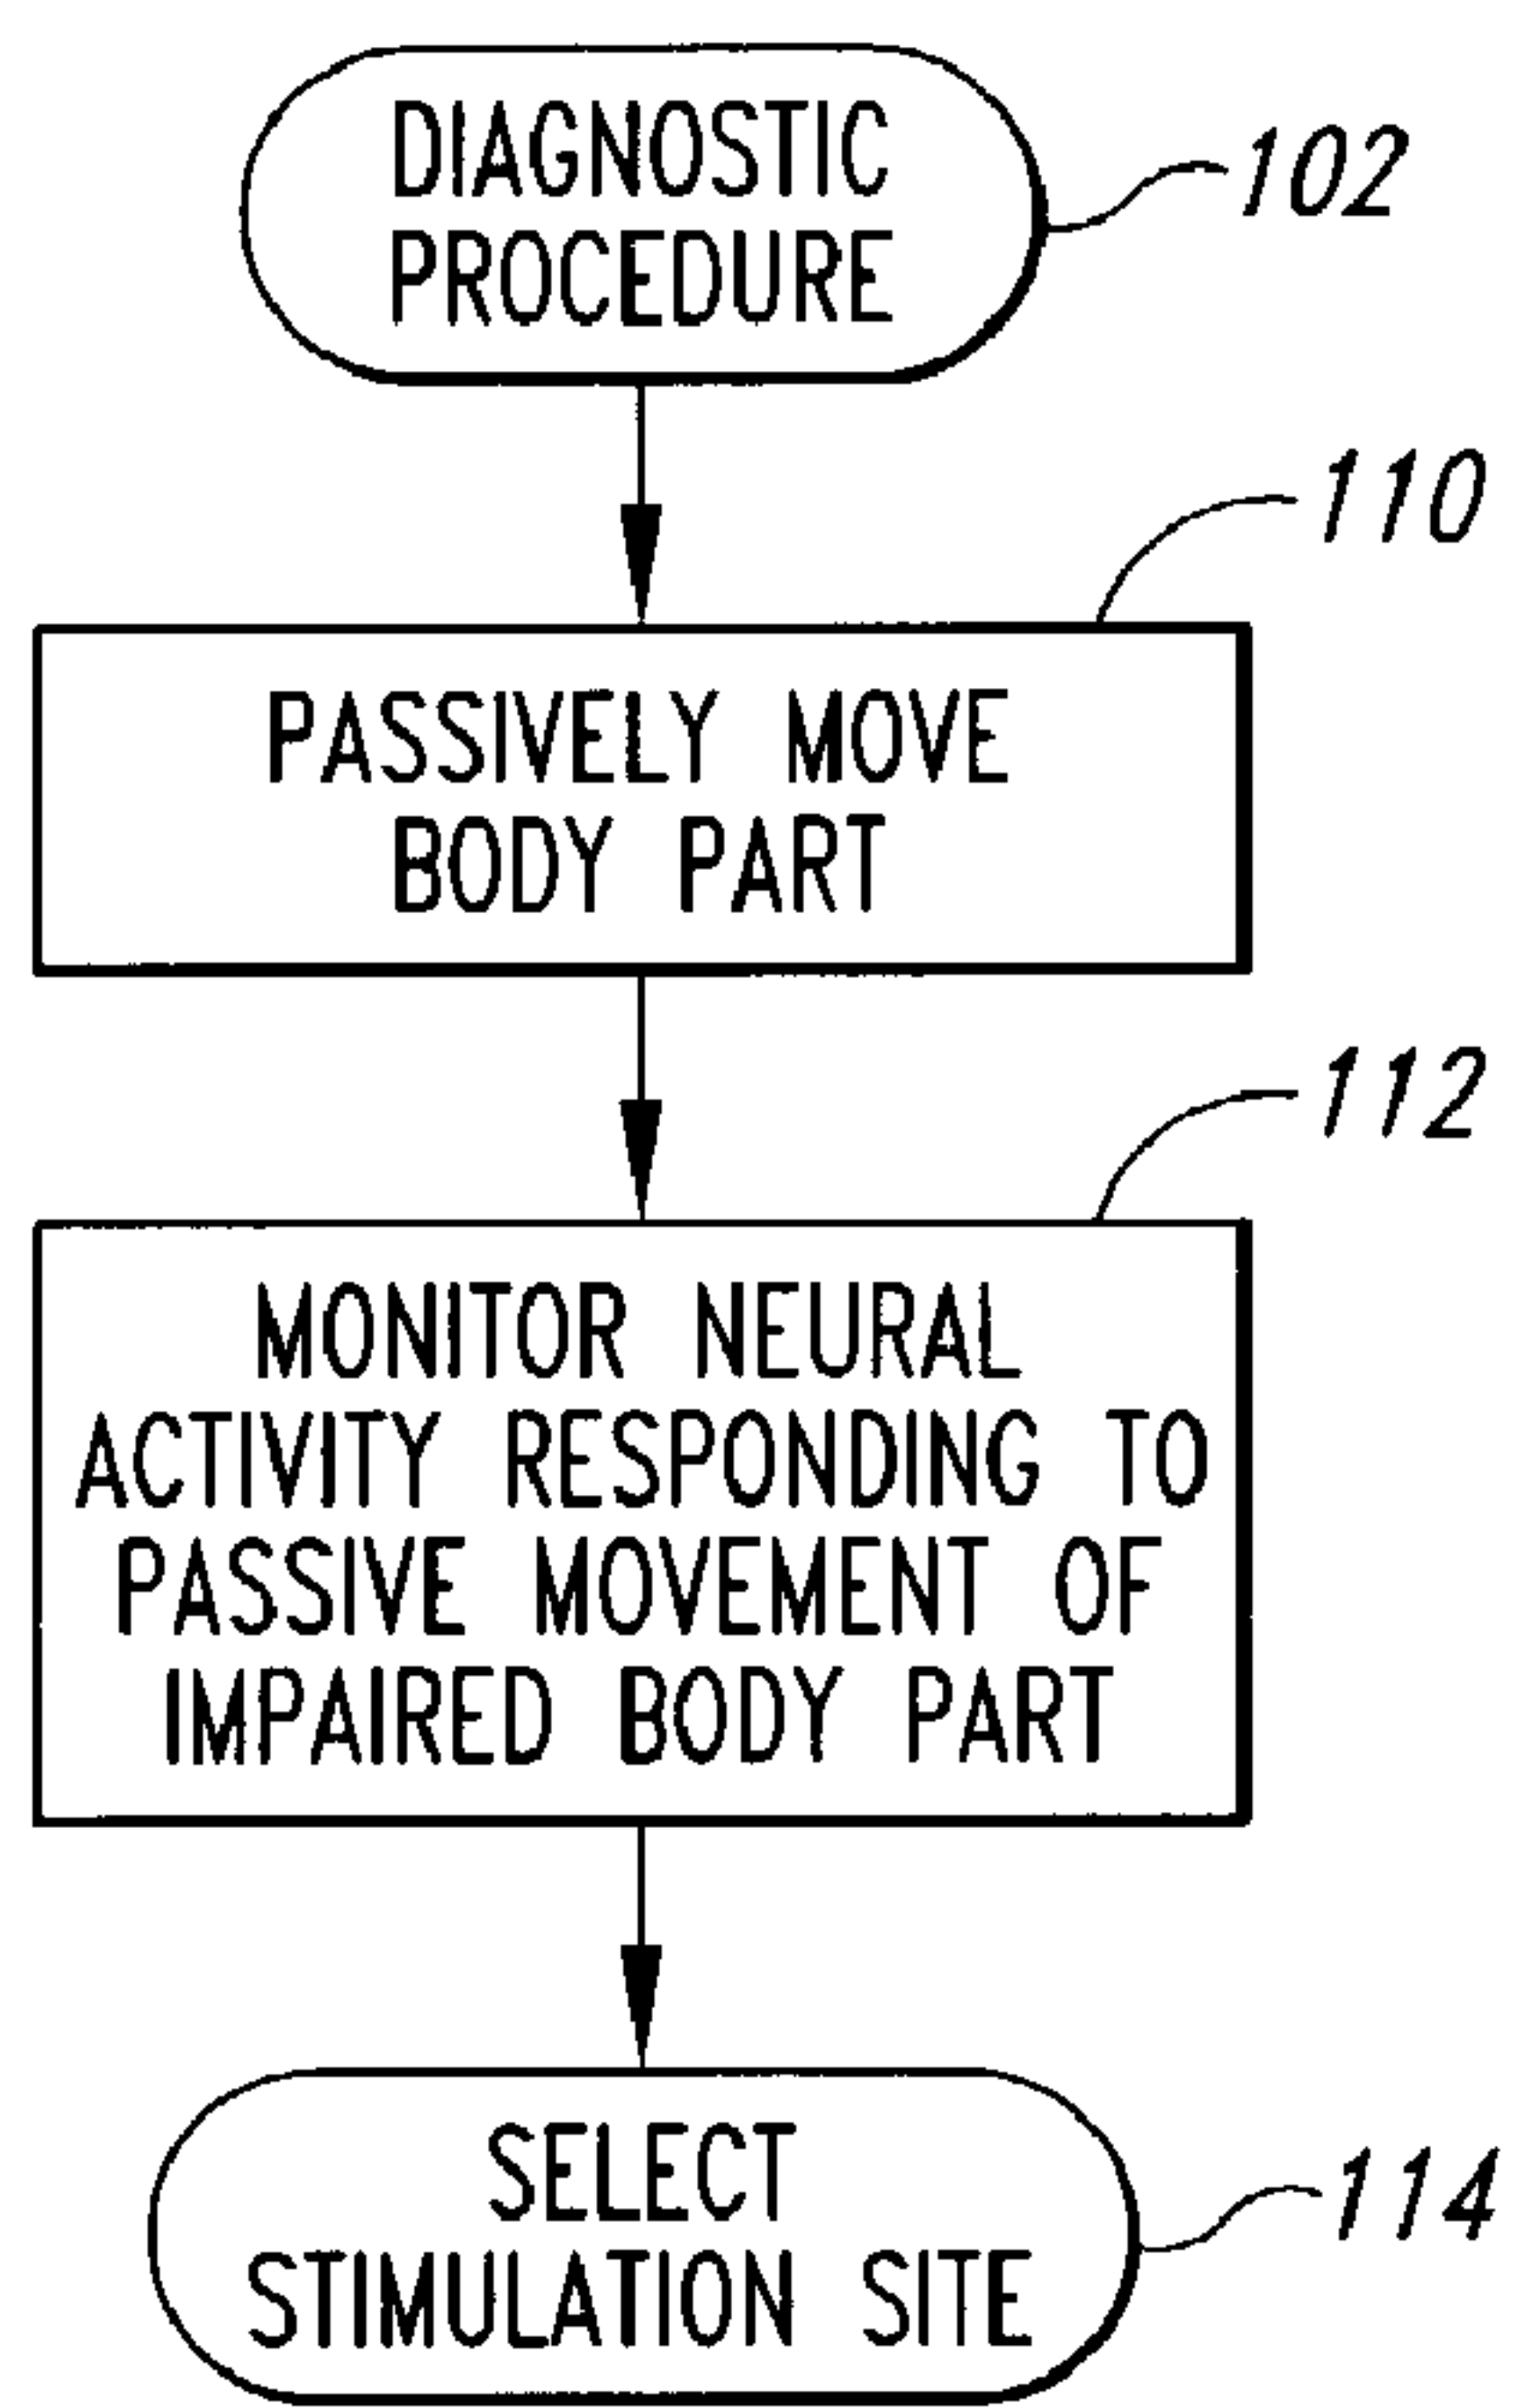 DIAGNOSTIC
PROCEDURE
102
110
PASSIVELY MOVE
BODY PART
112
MONITOR NEURAL
ACTIVITY RESPONDING TO
PASSIVE MOVEMENT OF
IMPAIRED BODY PART
SELECT
STIMULATION SITE
114